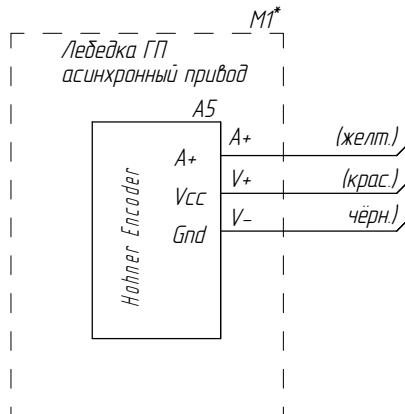 M1*
Лебедка ГП
асинхронный привод
A5
A+ A+ (желт.)
Vcc V+ (крас.)
Gnd V- чёрн.)
Hohner Encoder